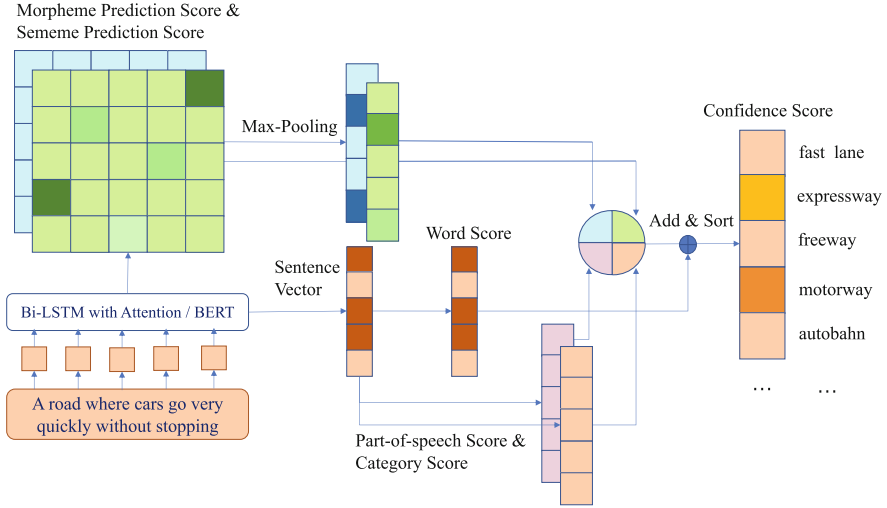 Morpheme Prediction Score &
Sememe Prediction Score
Max-Pooling
Confidence Score
fast lane
expressway
freeway
motorway
autobahn
... ...
Add & Sort
Word Score
Sentence
Vector
Bi-LSTM with Attention / BERT
A road where cars go very
quickly without stopping
Part-of-speech Score &
Category Score